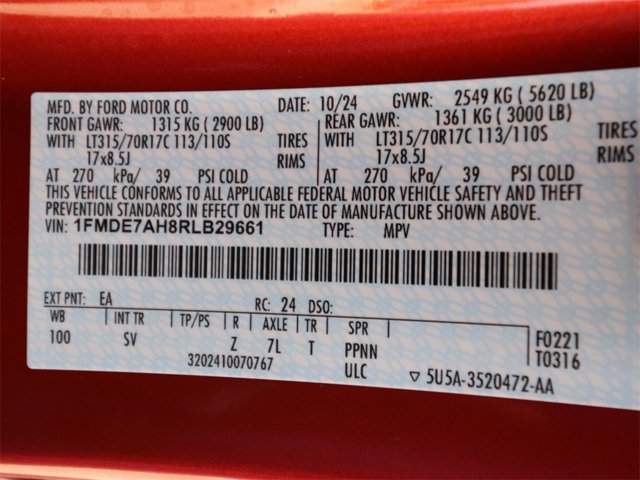 MFD. BY FORD MOTOR CO. DATE: 10/24 GVWR: 2549 KG ( 5620 LB)
FRONT GAWR: 1315 KG ( 2900 LB) REAR GAWR: 1361 KG ( 3000 LB)
WITH LT315/70R17C 113/110S TIRES WITH LT315/70R17C 113/110S TIRES
17x8.5J RIMS 17x8.5J RIMS
AT 270 kPa/ 39 PSI COLD AT 270 kPa/ 39 PSI COLD
THIS VEHICLE CONFORMS TO ALL APPLICABLE FEDERAL MOTOR VEHICLE SAFETY AND THEFT
PREVENTION STANDARDS IN EFFECT ON THE DATE OF MANUFACTURE SHOWN ABOVE.
VIN: 1FMDE7AH8RLB29661 TYPE: MPV
EXT PNT: EA RC: 24 DSO:
WB INT TR TP/PS R AXLE TR SPR F0221
100 SV Z 7L T PPNN T0316
3202410070767 ULC ▽ 5U5A-3520472-AA